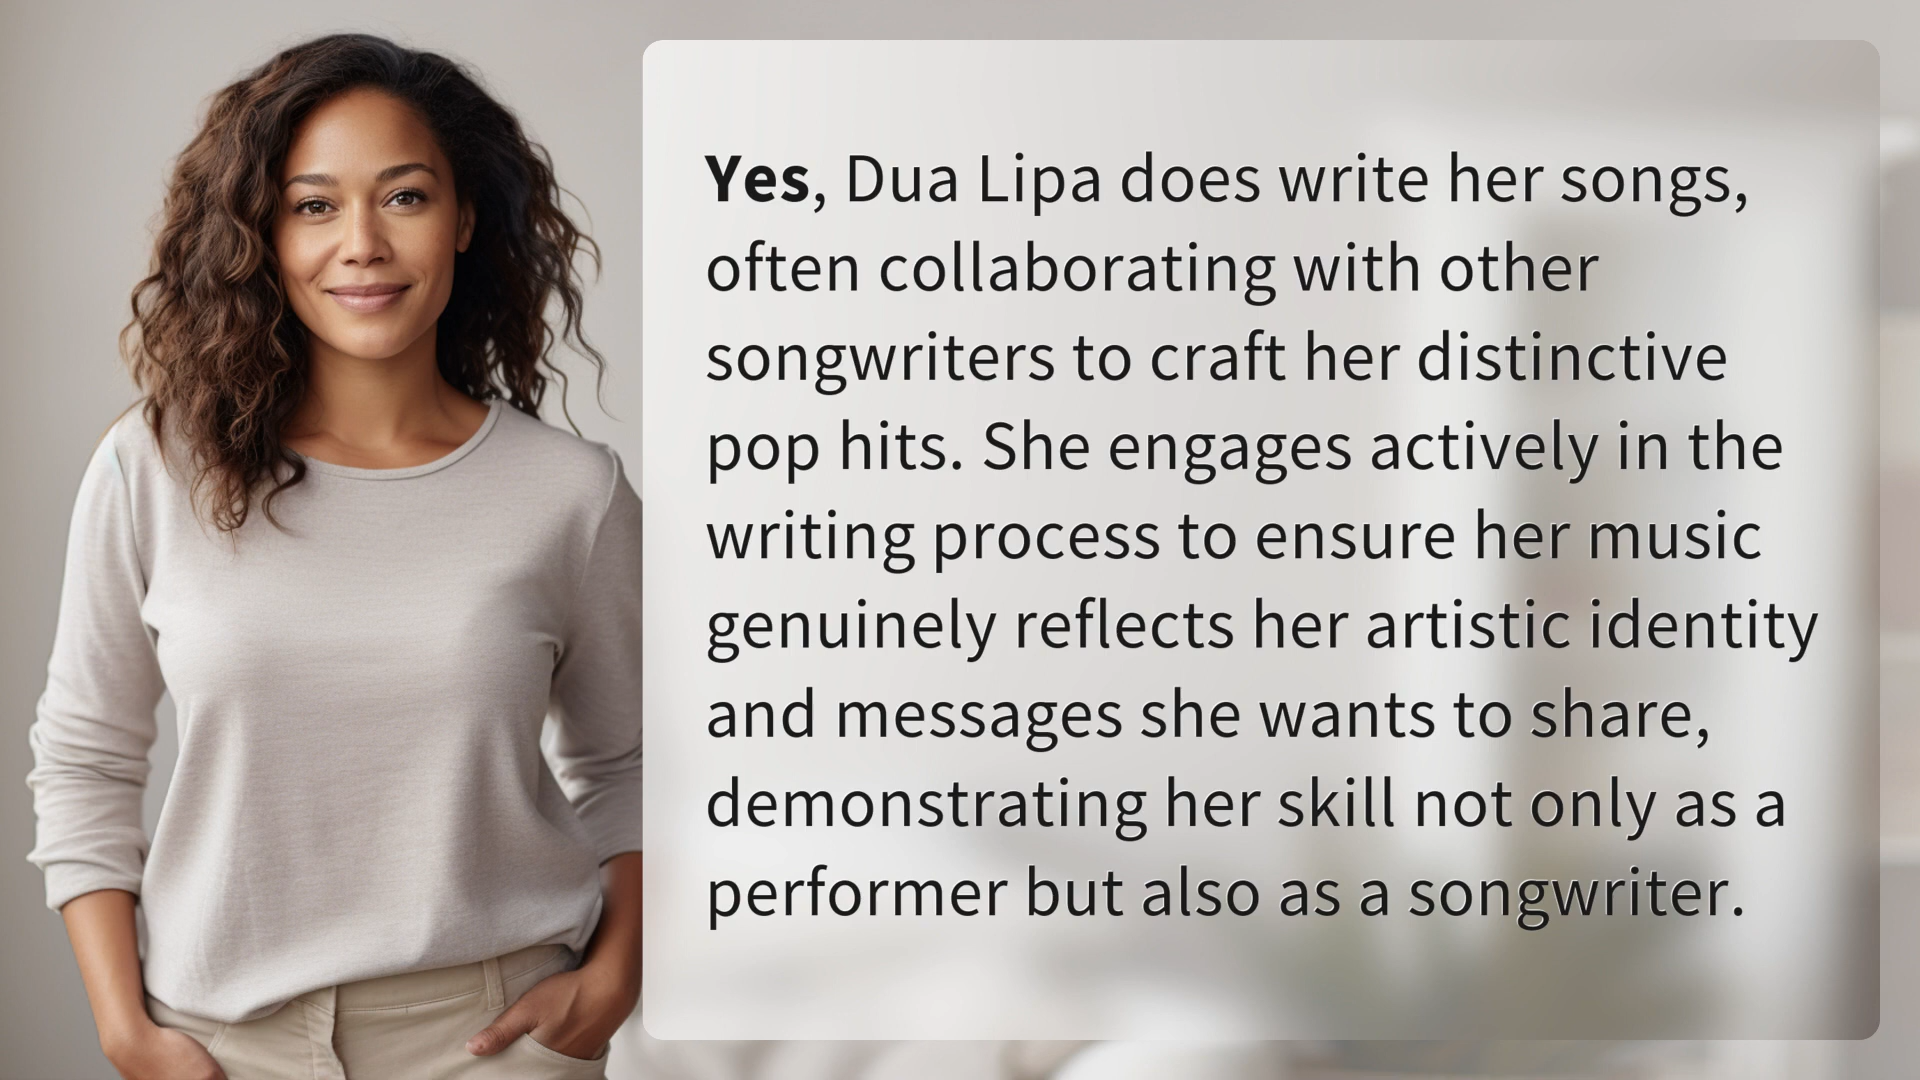 Yes, Dua Lipa does write her songs,
often collaborating with other
songwriters to craft her distinctive
pop hits. She engages actively in the
writing process to ensure her music
genuinely reflects her artistic identity
and messages she wants to share,
demonstrating her skill not only as a
performer but also as a songwriter.